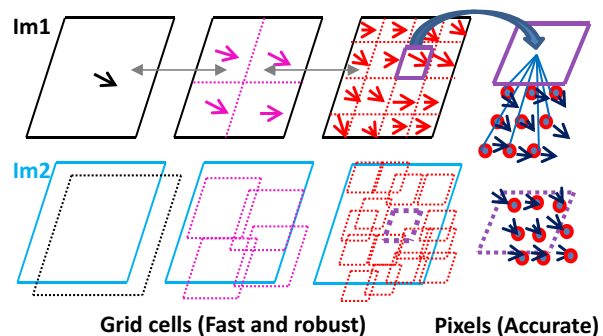 Im1
Im2
Grid cells (Fast and robust) Pixels (Accurate)